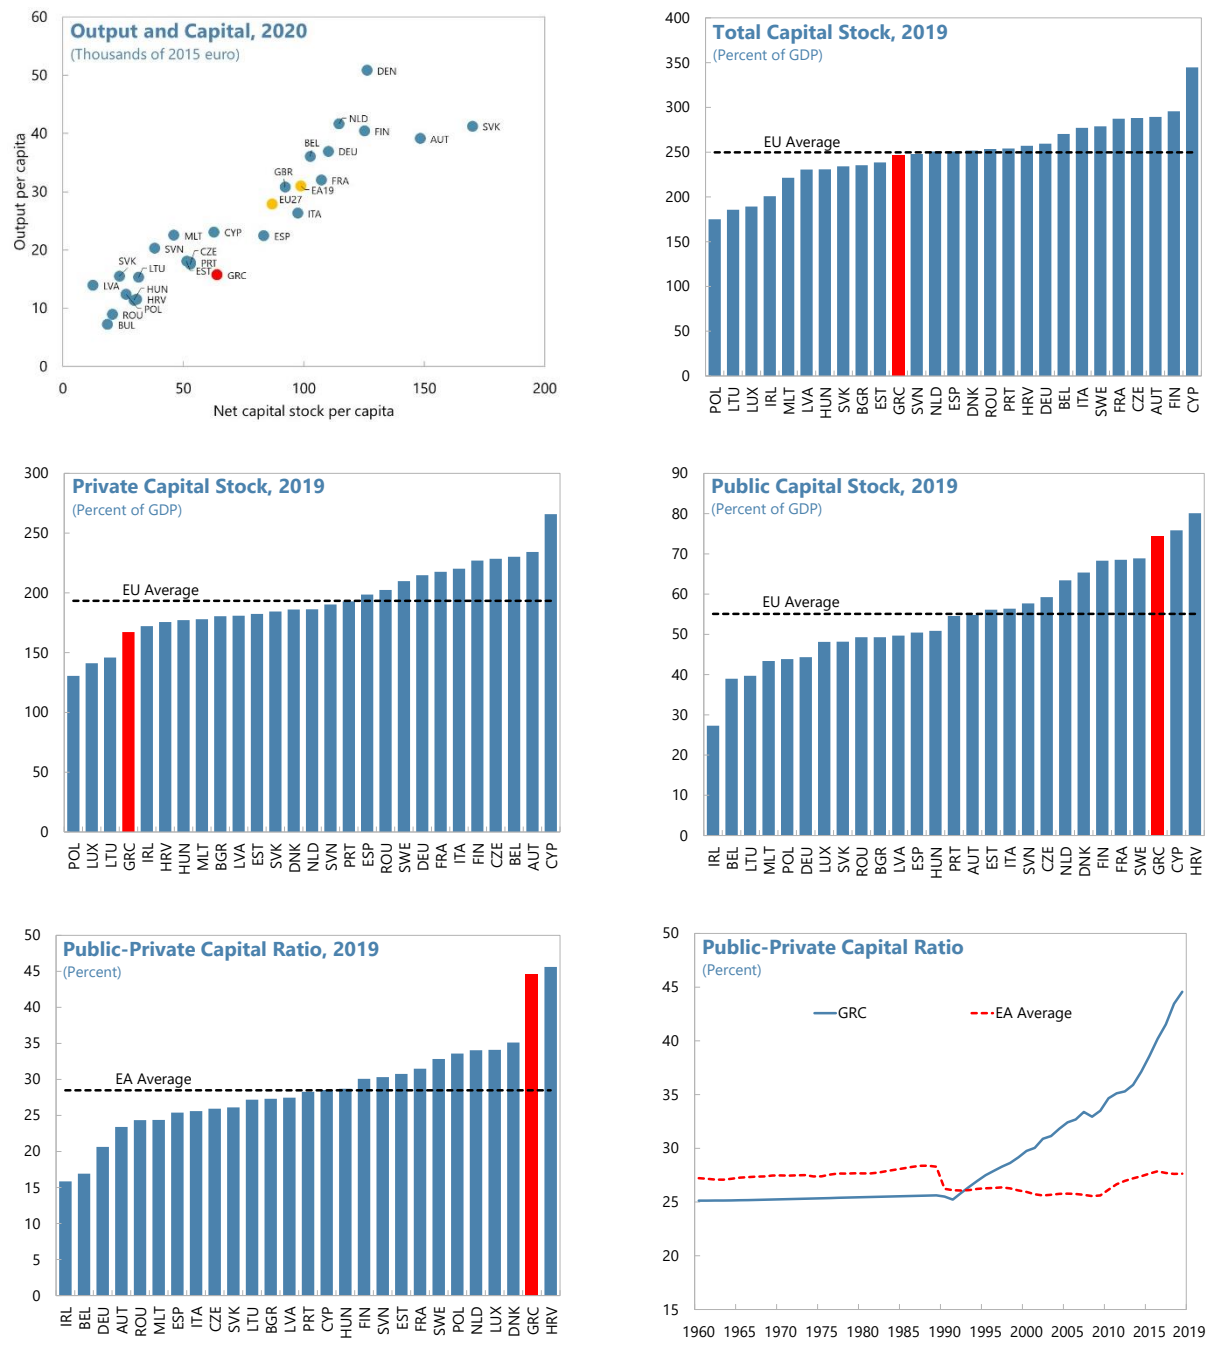 Output and Capital, 2020
(Thousands of 2015 euro)
Output per capita
60
50
40
30
20
10
0
DEN
NLD
FIN
SVK
AUT
BEL
DEU
GBR
FRA
EA19
EU27
ITA
CYP
ESP
MLT
SVN
CZE
PRT
EST
GRC
SVK
LTU
LVA
HUN
HRV
POL
ROU
BUL
0 50 100 150 200
Net capital stock per capita
Total Capital Stock, 2019
(Percent of GDP)
400
350
300
250
200
150
100
50
0
EU Average
POL LTU LUX IRL MLT LVA HUN SVK BGR EST GRC SVN NLD ESP DNK ROU PRT HRV DEU BEL ITA SWE FRA CZE AUT FIN CYP
Private Capital Stock, 2019
(Percent of GDP)
300
250
200
150
100
50
0
EU Average
POL LUX LTU GRC IRL HRV HUN MLT BGR LVA EST SVK DNK NLD SVN PRT ESP ROU SWE DEU FRA ITA FIN CZE BEL AUT CYP
Public Capital Stock, 2019
(Percent of GDP)
90
80
70
60
50
40
30
20
10
0
EU Average
IRL BEL LTU MLT POL DEU LUX SVK ROU BGR LVA ESP HUN PRT AUT EST ITA SVN CZE NLD DNK FIN FRA SWE GRC CYP HRV
Public-Private Capital Ratio, 2019
(Percent)
50
45
40
35
30
25
20
15
10
5
0
EA Average
IRL BEL DEU AUT ROU MLT ESP ITA CZE SVK LTU BGR LVA PRT CYP HUN FIN SVN EST FRA SWE POL NLD LUX DNK GRC HRV
Public-Private Capital Ratio
(Percent)
50
45
40
35
30
25
20
15
GRC
EA Average
1960 1965 1970 1975 1980 1985 1990 1995 2000 2005 2010 2015 2019